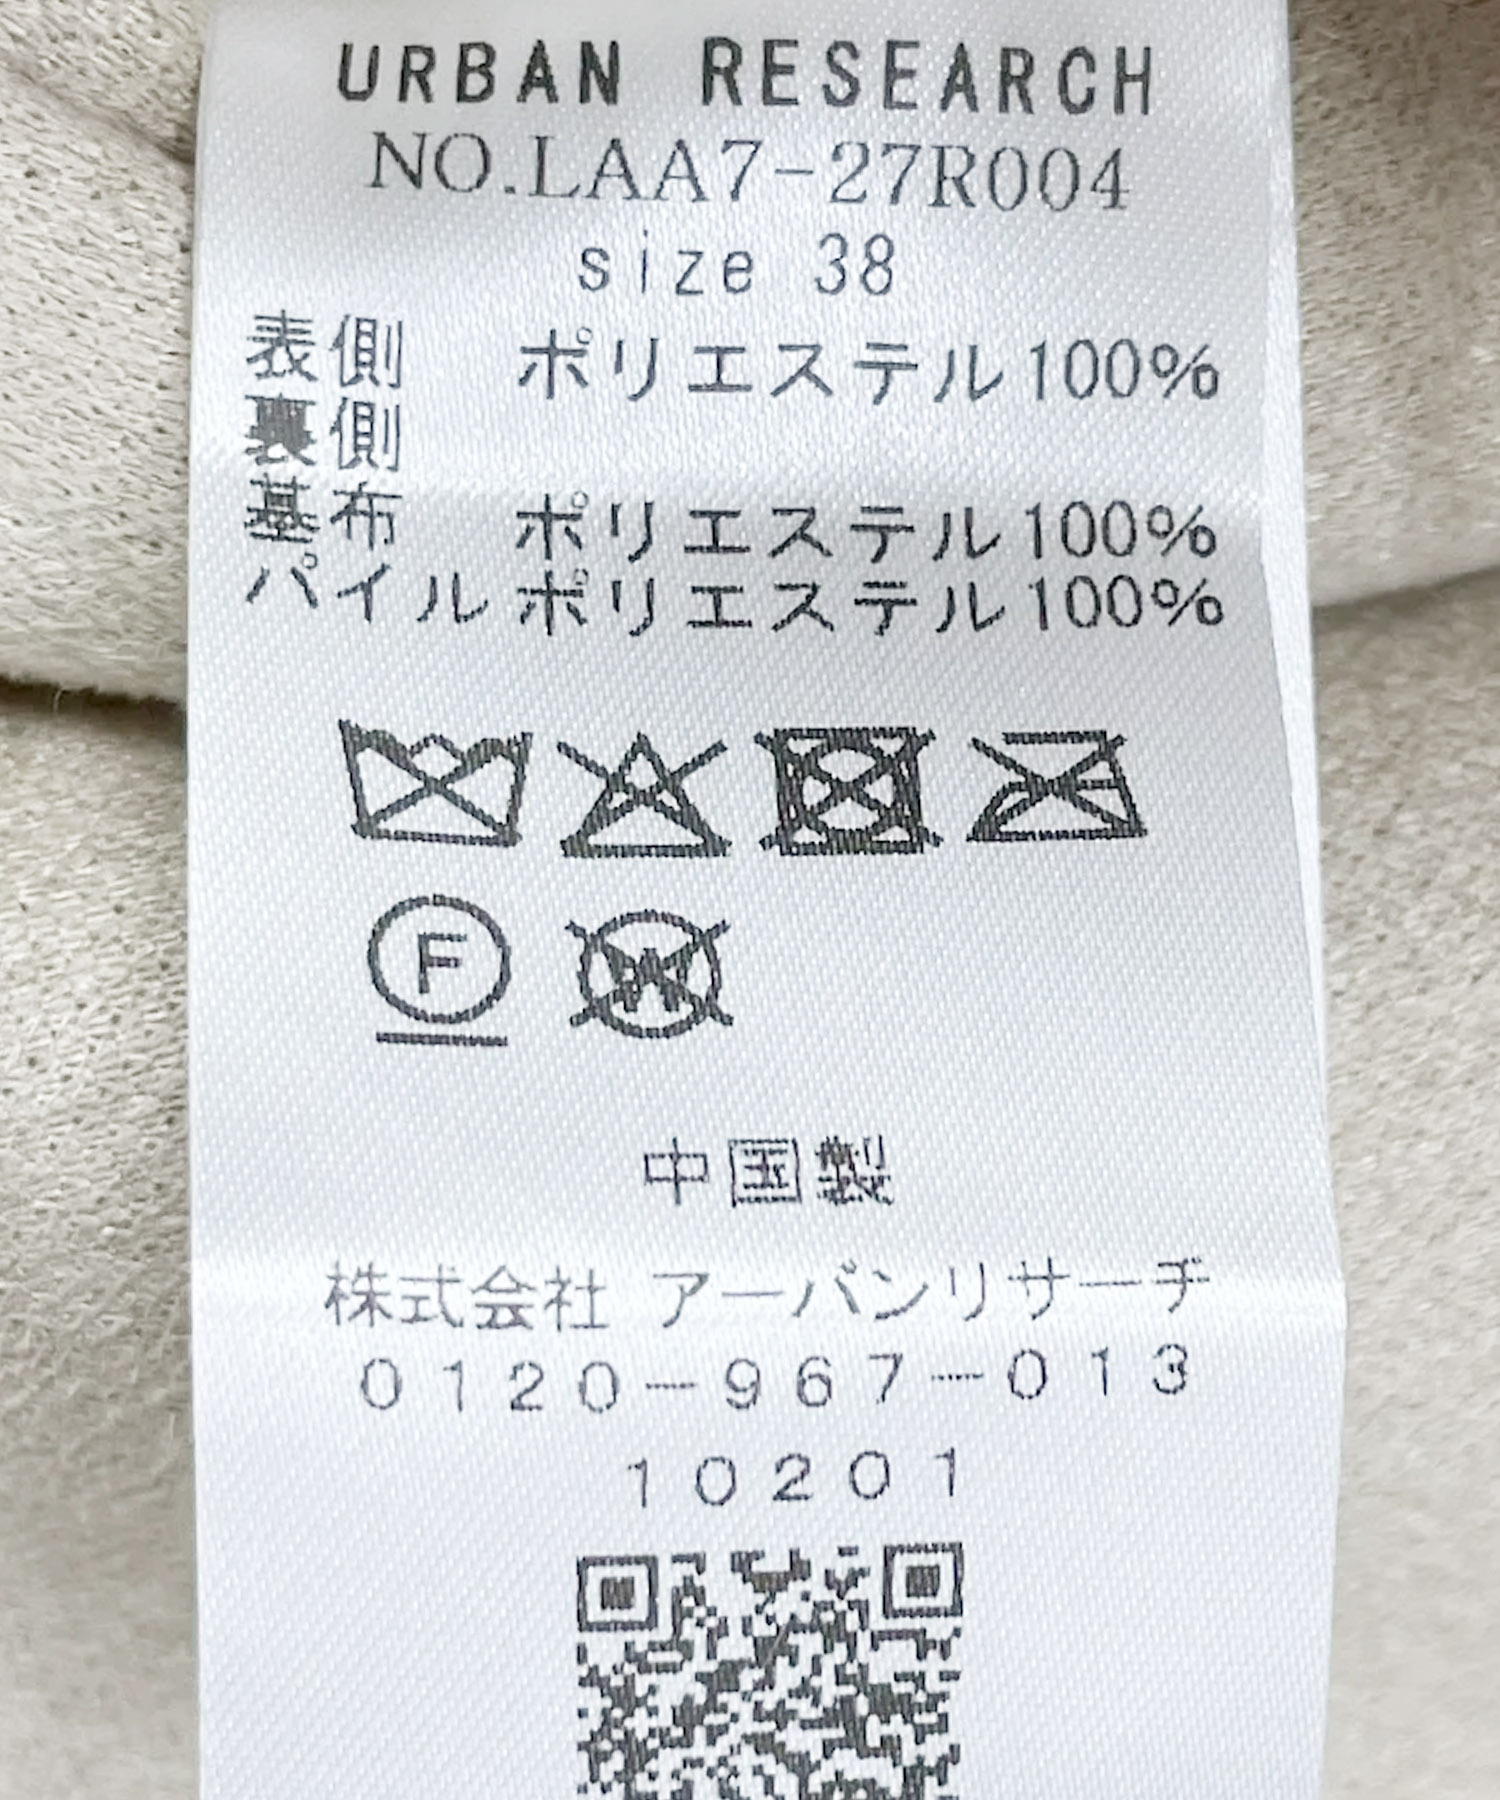 URBAN RESEARCH
NO.LAA7-27R004
size 38
表側 ポリエステル100%
裏側
基布 ポリエステル100%
パイル ポリエステル100%
F
W
中国製
株式会社 アーバンリサーチ
0120-967-013
10201